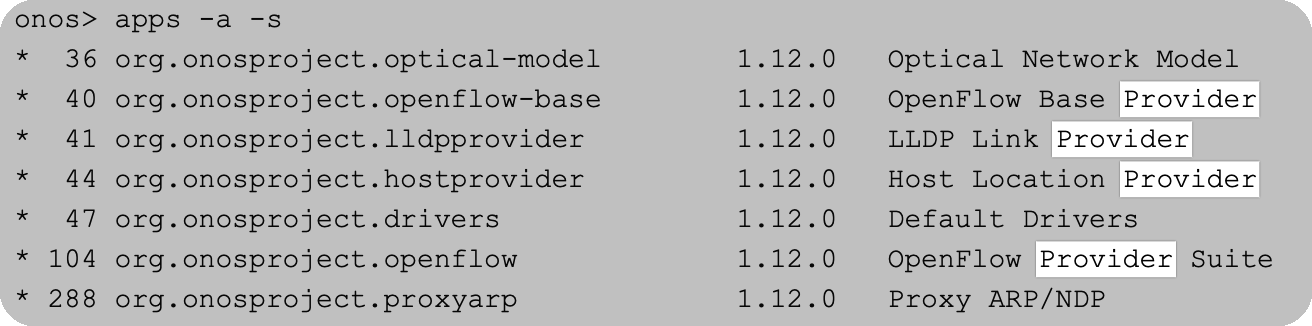 onos> apps -a -s
*  36 org.onosproject.optical-model        1.12.0   Optical Network Model
*  40 org.onosproject.openflow-base        1.12.0   OpenFlow Base Provider
*  41 org.onosproject.lldpprovider         1.12.0   LLDP Link Provider
*  44 org.onosproject.hostprovider         1.12.0   Host Location Provider
*  47 org.onosproject.drivers              1.12.0   Default Drivers
* 104 org.onosproject.openflow             1.12.0   OpenFlow Provider Suite
* 288 org.onosproject.proxyarp             1.12.0   Proxy ARP/NDP